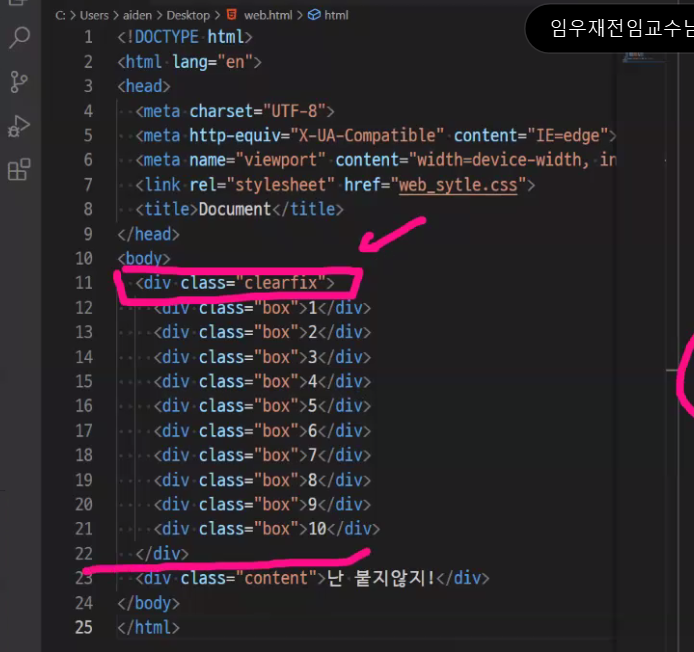 C: > Users > aiden > Desktop > web.html > html
임우재전임교수님
1 <!DOCTYPE html>
2 <html lang="en">
3 <head>
4 <meta charset="UTF-8">
5 <meta http-equiv="X-UA-Compatible" content="IE=edge">
6 <meta name="viewport" content="width=device-width, in
7 <link rel="stylesheet" href="web_sytle.css">
8 <title>Document</title>
9 </head>
10 <body>
11 <div class="clearfix">
12 <div class="box">1</div>
13 <div class="box">2</div>
14 <div class="box">3</div>
15 <div class="box">4</div>
16 <div class="box">5</div>
17 <div class="box">6</div>
18 <div class="box">7</div>
19 <div class="box">8</div>
20 <div class="box">9</div>
21 <div class="box">10</div>
22 </div>
23 <div class="content">난 붙지않지!</div>
24 </body>
25 </html>